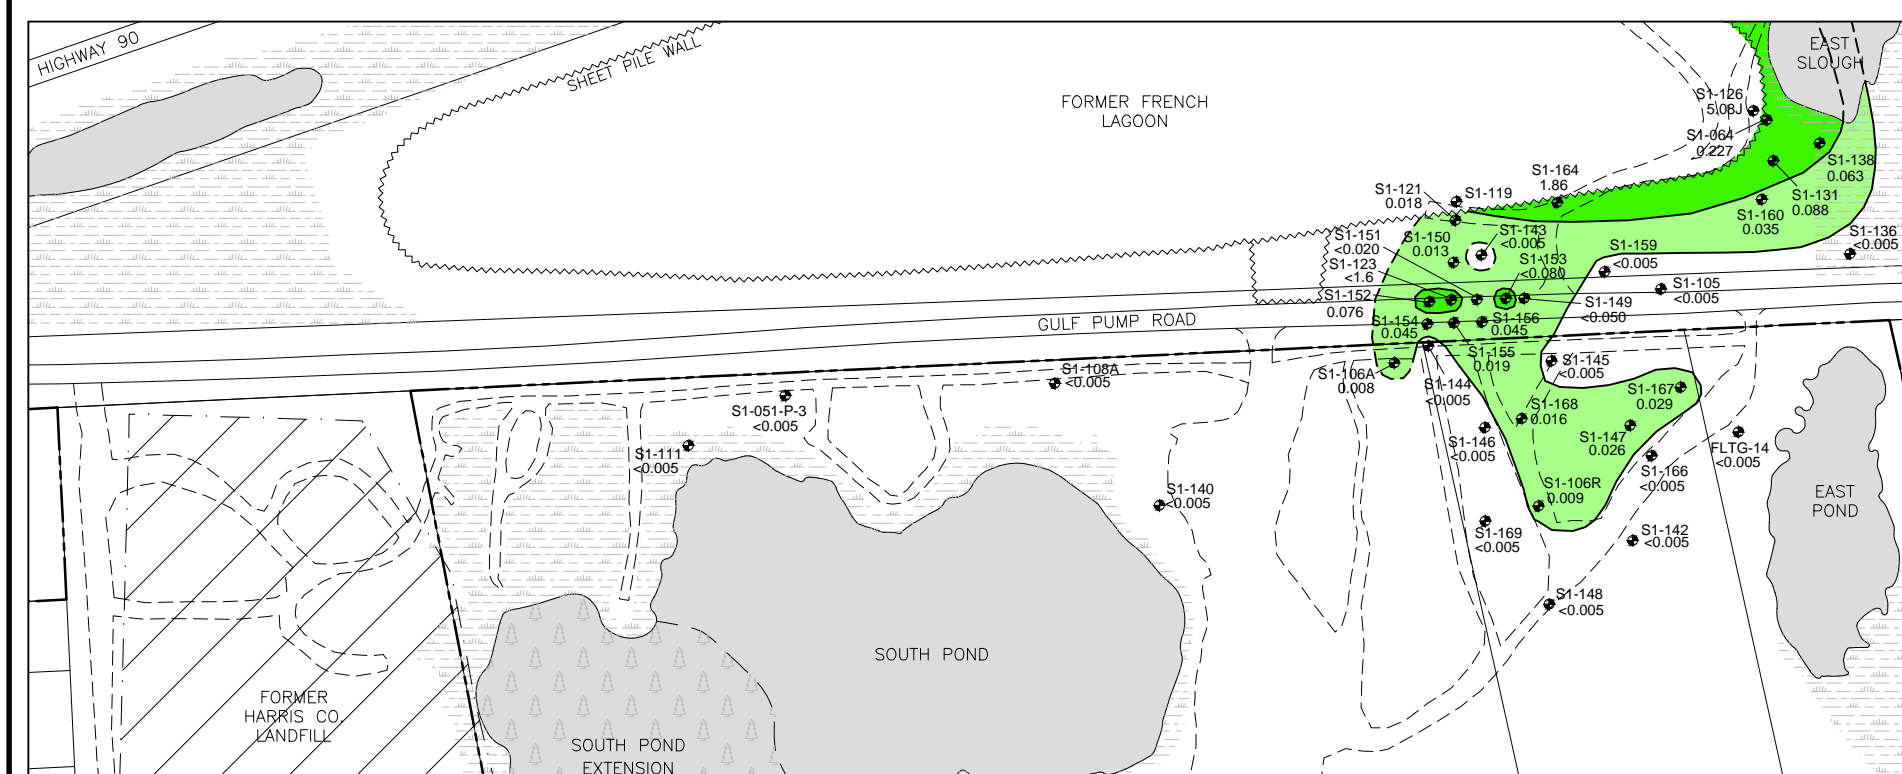 HIGHWAY 90
SHEET PILE WALL
FORMER FRENCH
LAGOON
EAST
SLOUGH
S1-126
5.08J
S1-064
0.227
S1-138
0.063
S1-131
0.088
S1-160
0.035
S1-136
<0.005
S1-164
1.86
S1-121
0.018
S1-119
S1-151
<0.020
S1-150
0.013
S1-143
<0.005
S1-123
<1.6
S1-153
<0.080
S1-159
<0.005
S1-105
<0.005
S1-152
0.076
S1-149
<0.050
S1-154
0.045
S1-156
0.045
GULF PUMP ROAD
S1-155
0.019
S1-145
<0.005
S1-106A
0.008
S1-144
<0.005
S1-167
0.029
S1-168
0.016
S1-147
0.026
S1-108A
<0.005
S1-051-P-3
<0.005
S1-111
<0.005
S1-146
<0.005
FLTG-14
<0.005
S1-166
<0.005
S1-140
<0.005
S1-106R
0.009
EAST
POND
S1-169
<0.005
S1-142
<0.005
S1-148
<0.005
SOUTH POND
FORMER
HARRIS CO.
LANDFILL
SOUTH POND
EXTENSION